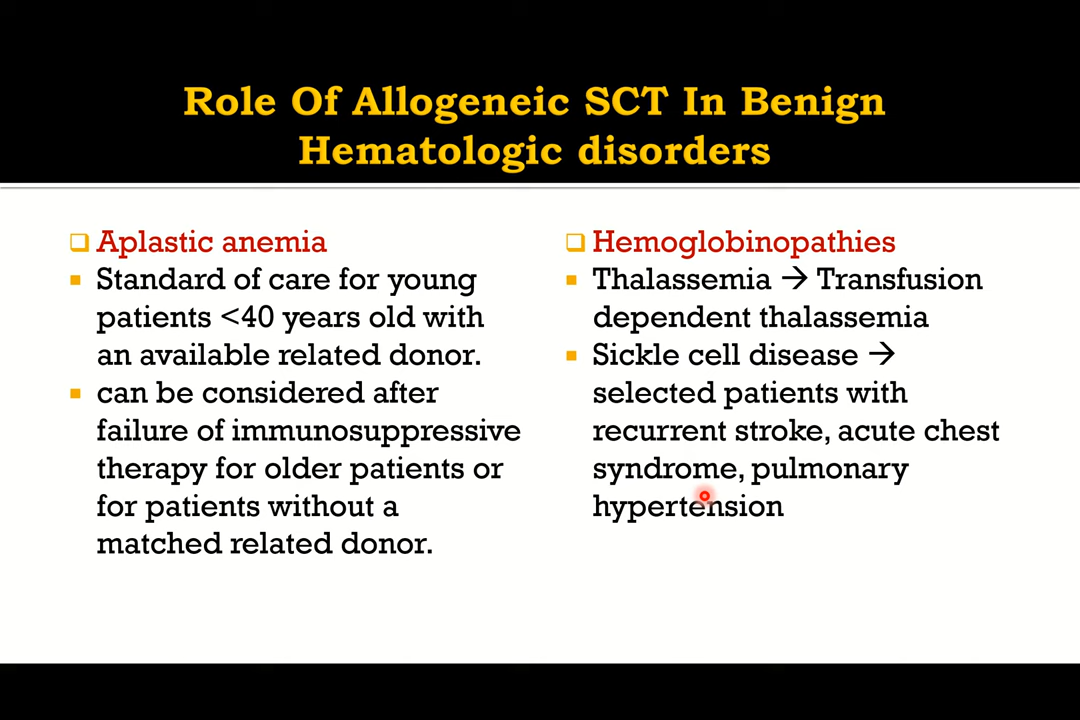 Role Of Allogeneic SCT In Benign
Hematologic disorders
Aplastic anemia
Standard of care for young
patients <40 years old with
an available related donor.
can be considered after
failure of immunosuppressive
therapy for older patients or
for patients without a
matched related donor.
Hemoglobinopathies
Thalassemia → Transfusion
dependent thalassemia
Sickle cell disease →
selected patients with
recurrent stroke, acute chest
syndrome, pulmonary
hypertension